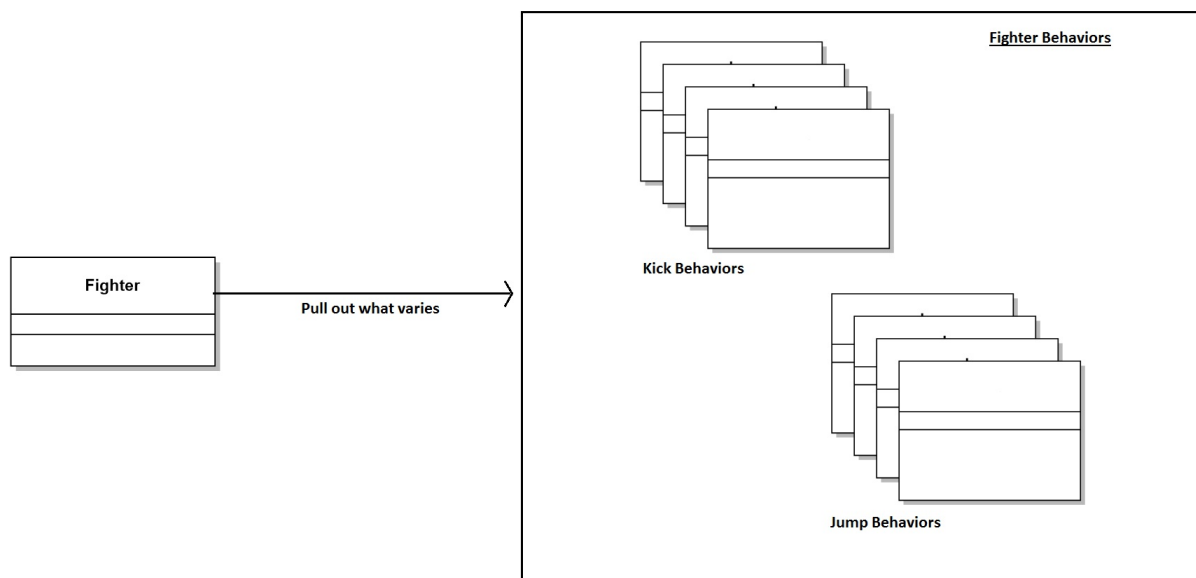 Fighter Behaviors
Kick Behaviors
Fighter
Pull out what varies
Jump Behaviors